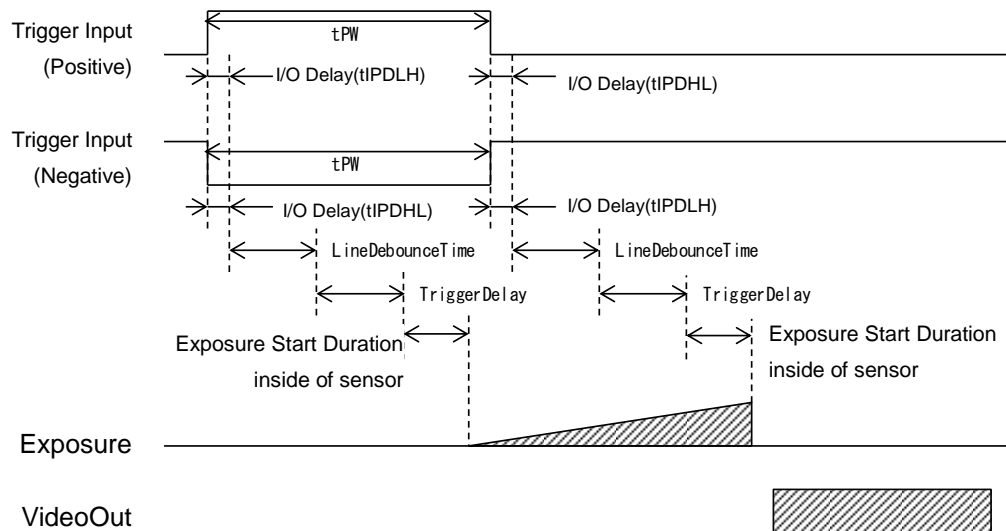 Trigger Input
(Positive)
tPW
I/O Delay(tIPDLH)
I/O Delay(tIPDHL)
Trigger Input
(Negative)
tPW
I/O Delay(tIPDHL)
I/O Delay(tIPDLH)
LineDebounceTime
LineDebounceTime
TriggerDelay
TriggerDelay
Exposure Start Duration
inside of sensor
Exposure Start Duration
inside of sensor
Exposure
VideoOut